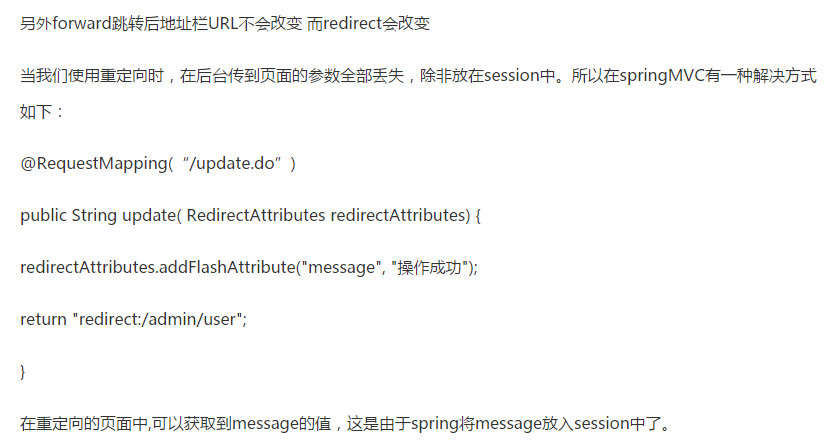 另外forward跳转后地址栏URL不会改变 而redirect会改变
当我们使用重定向时，在后台传到页面的参数全部丢失，除非放在session中。所以在springMVC有一种解决方式
如下：
@RequestMapping(“/update.do”)
public String update( RedirectAttributes redirectAttributes) {
redirectAttributes.addFlashAttribute("message", "操作成功");
return "redirect:/admin/user";
}
在重定向的页面中,可以获取到message的值，这是由于spring将message放入session中了。